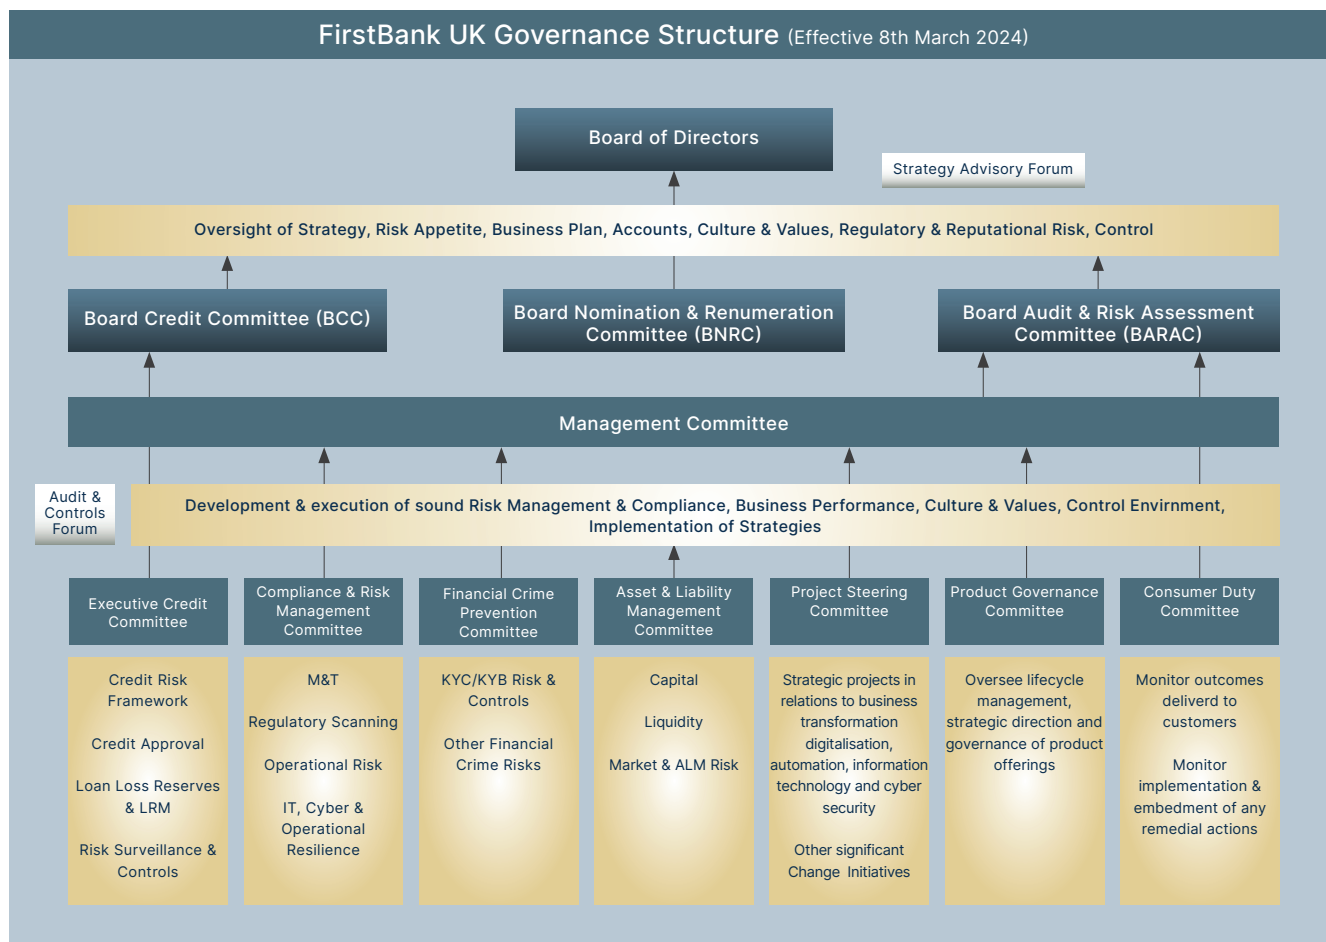 FirstBank UK Governance Structure (Effective 8th March 2024)
Board of Directors
Strategy Advisory Forum
Oversight of Strategy, Risk Appetite, Business Plan, Accounts, Culture & Values, Regulatory & Reputational Risk, Control
Board Credit Committee (BCC)
Board Nomination & Renumeration
Committee (BNRC)
Board Audit & Risk Assessment
Committee (BARAC)
Management Committee
Audit &
Controls
Forum
Development & execution of sound Risk Management & Compliance, Business Performance, Culture & Values, Control Envirnment,
Implementation of Strategies
Executive Credit
Committee
Compliance & Risk
Management
Committee
Financial Crime
Prevention
Committee
Asset & Liability
Management
Committee
Project Steering
Committee
Product Governance
Committee
Consumer Duty
Committee
Credit Risk
Framework
Credit Approval
Loan Loss Reserves
& LRM
Risk Surveillance &
Controls
M&T
Regulatory Scanning
Operational Risk
IT, Cyber &
Operational
Resilience
KYC/KYB Risk &
Controls
Other Financial
Crime Risks
Capital
Liquidity
Market & ALM Risk
Strategic projects in
relations to business
transformation
digitalisation,
automation, information
technology and cyber
security
Other significant
Change Initiatives
Oversee lifecycle
management,
strategic direction and
governance of product
offerings
Monitor outcomes
deliverd to
customers
Monitor
implementation &
embedment of any
remedial actions